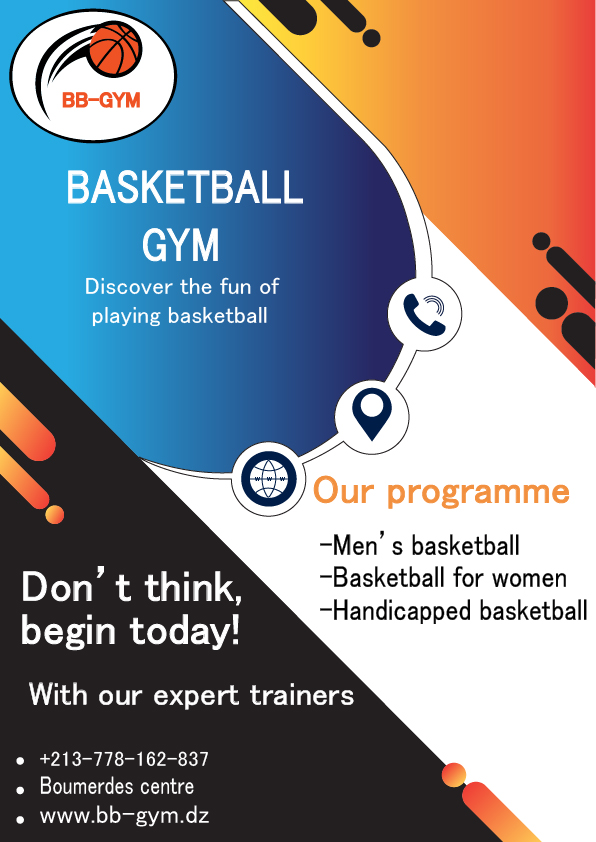 BB-GYM
BASKETBALL
GYM
Discover the fun of
playing basketball
W W W
Our programme
-Men's basketball
-Basketball for women
-Handicapped basketball
Don't think,
begin today!
With our expert trainers
• +213-778-162-837
• Boumerdes centre
• www.bb-gym.dz